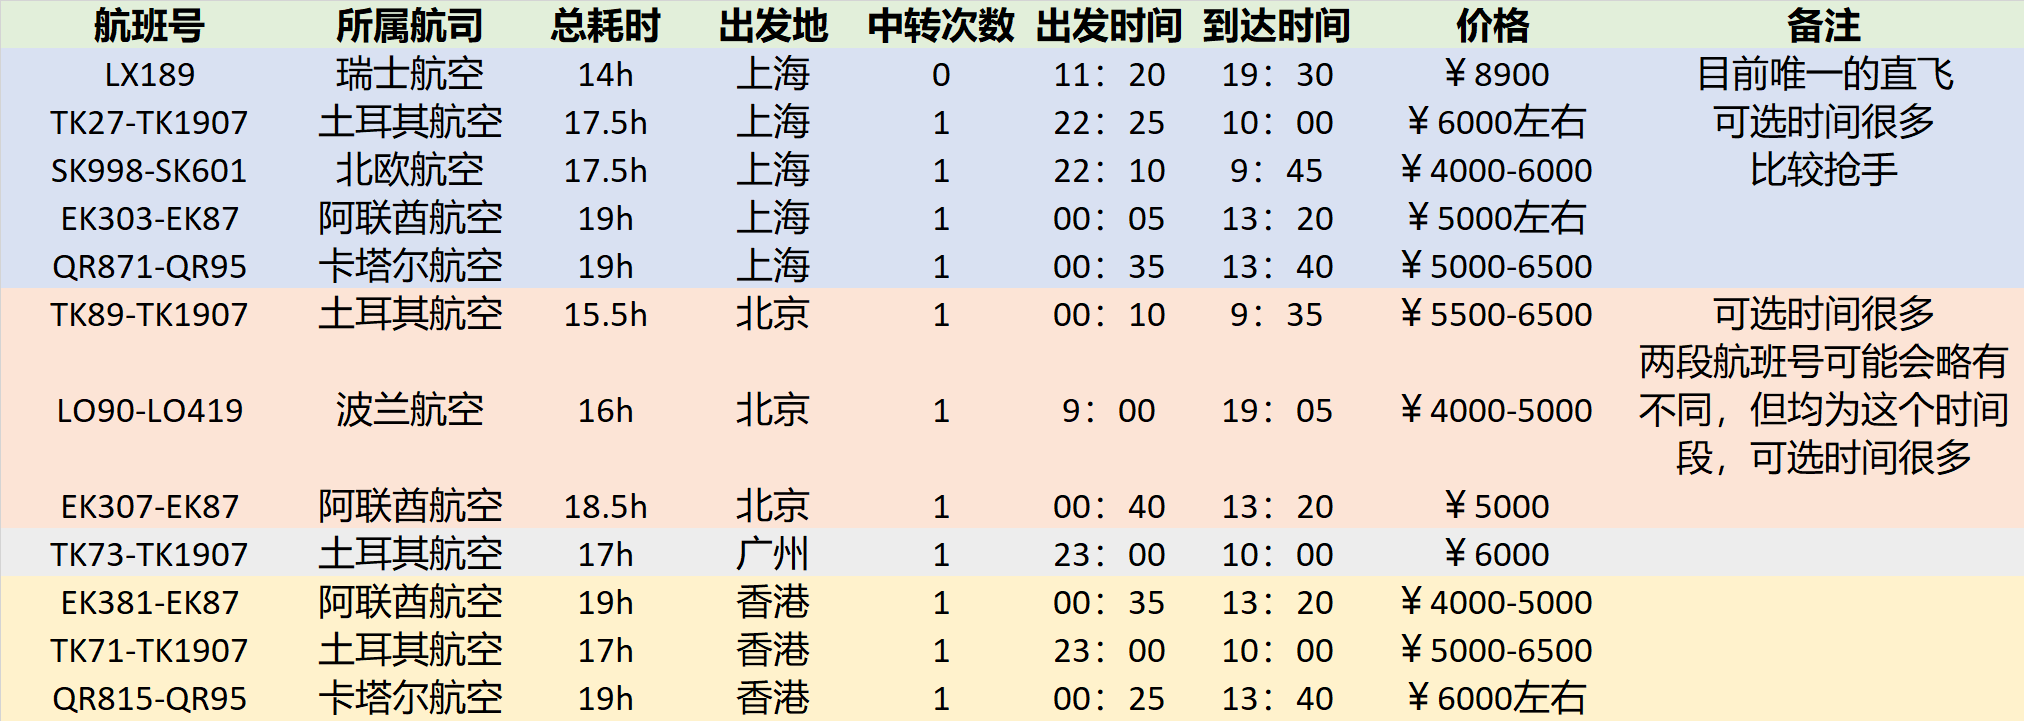 航班号 所属航司 总耗时 出发地 中转次数 出发时间 到达时间 价格 备注
LX189 瑞士航空 14h 上海 0 11：20 19：30 ￥8900 目前唯一的直飞
TK27-TK1907 土耳其航空 17.5h 上海 1 22：25 10：00 ￥6000左右 可选时间很多
SK998-SK601 北欧航空 17.5h 上海 1 22：10 9：45 ￥4000-6000 比较抢手
EK303-EK87 阿联酋航空 19h 上海 1 00：05 13：20 ￥5000左右
QR871-QR95 卡塔尔航空 19h 上海 1 00：35 13：40 ￥5000-6500
TK89-TK1907 土耳其航空 15.5h 北京 1 00：10 9：35 ￥5500-6500 可选时间很多
LO90-LO419 波兰航空 16h 北京 1 9：00 19：05 ￥4000-5000 两段航班号可能会略有
不同，但均为这个时间
段，可选时间很多
EK307-EK87 阿联酋航空 18.5h 北京 1 00：40 13：20 ￥5000
TK73-TK1907 土耳其航空 17h 广州 1 23：00 10：00 ￥6000
EK381-EK87 阿联酋航空 19h 香港 1 00：35 13：20 ￥4000-5000
TK71-TK1907 土耳其航空 17h 香港 1 23：00 10：00 ￥5000-6500
QR815-QR95 卡塔尔航空 19h 香港 1 00：25 13：40 ￥6000左右